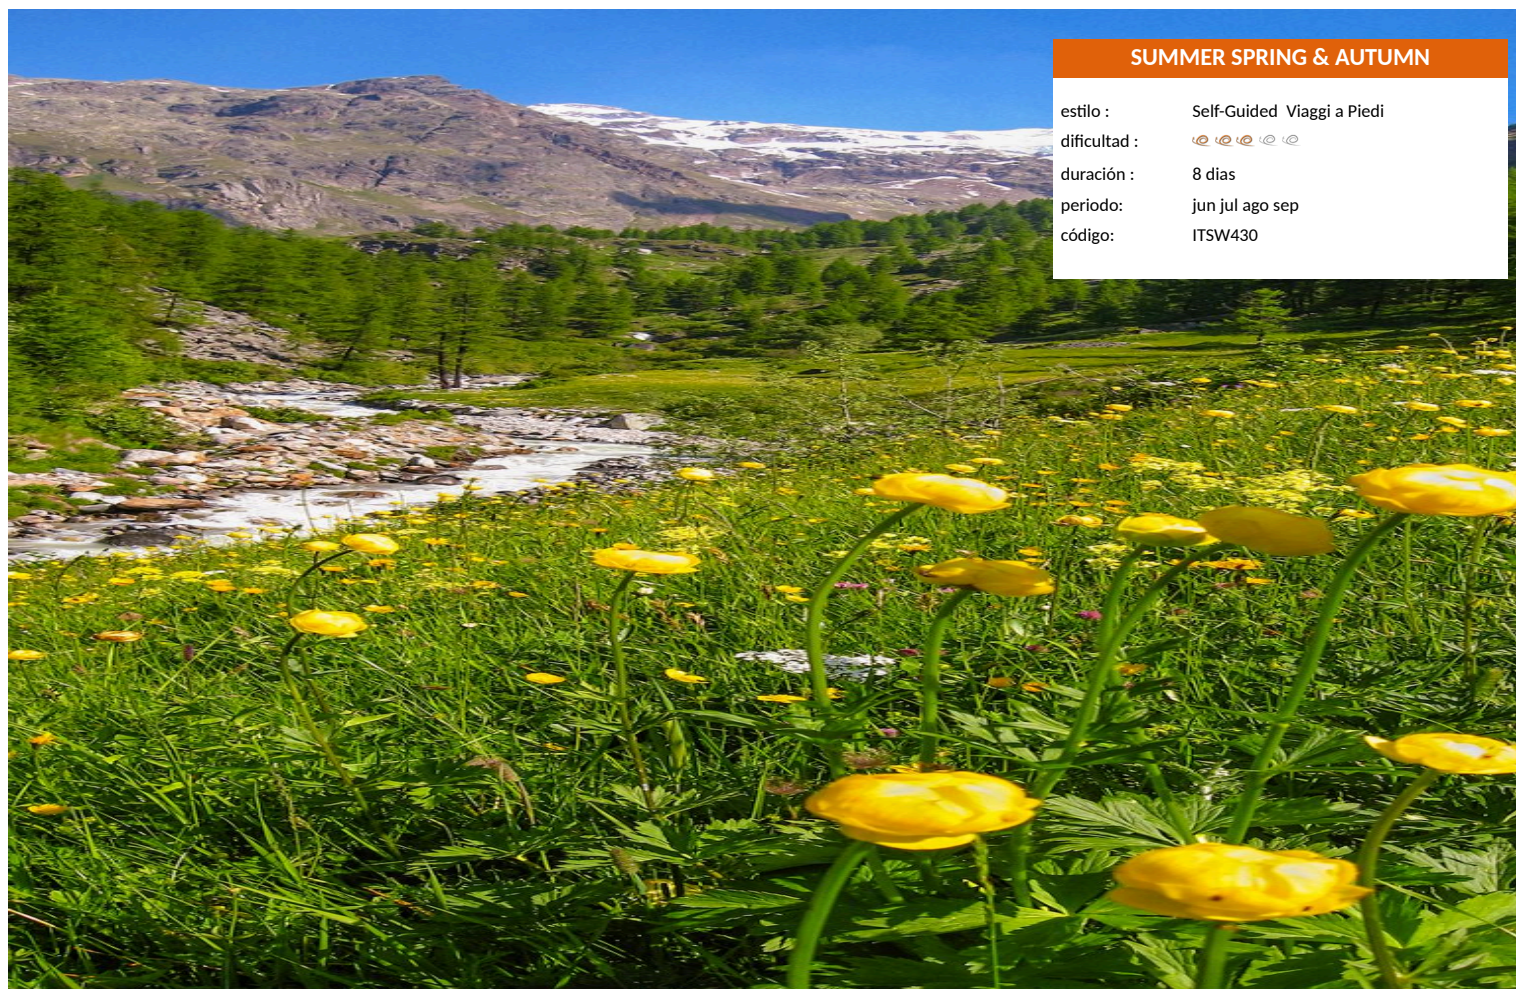 SUMMER SPRING & AUTUMN
estilo : Self-Guided Viaggi a Piedi
dificultad :
duración : 8 dias
periodo: jun jul ago sep
código: ITSW430